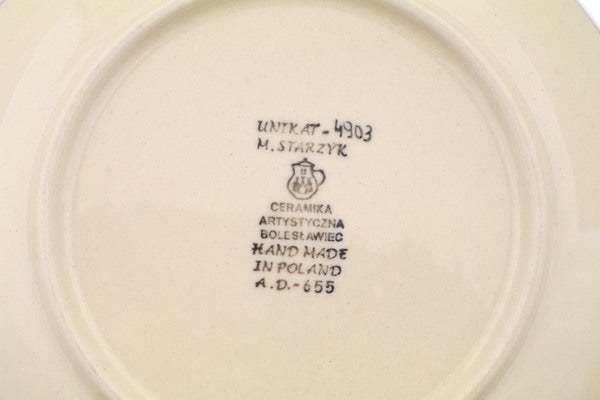 UNIKAT-4903
M. STARZYK
CERAMIKA
ARTYSTYCZNA
BOLESŁAWIEC
HAND MADE
IN POLAND
A.D.-655